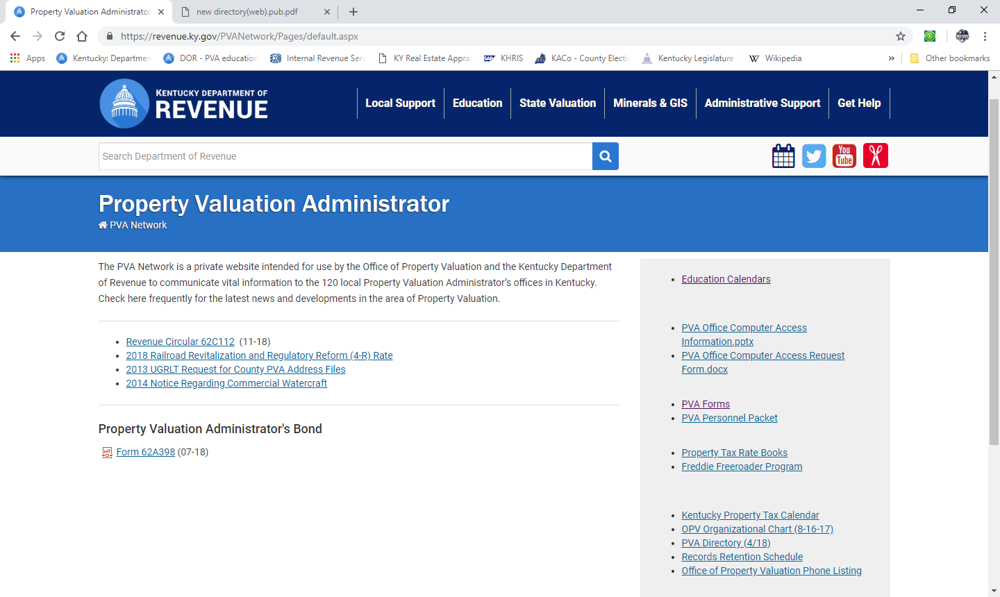 Property Valuation Administrator
new directory(web).pub.pdf
https://revenue.ky.gov/PVANetwork/Pages/default.aspx
Apps
Kentucky: Departmen
DOR - PVA education
Internal Revenue Ser
KY Real Estate Apprai
KHRIS
KACo - County Electi
Kentucky Legislature
W Wikipedia
» Other bookmarks
KENTUCKY DEPARTMENT OF
REVENUE
Local Support
Education
State Valuation
Minerals & GIS
Administrative Support
Get Help
Search Department of Revenue
You
Tube
Property Valuation Administrator
PVA Network
The PVA Network is a private website intended for use by the Office of Property Valuation and the Kentucky Department
of Revenue to communicate vital information to the 120 local Property Valuation Administrator's offices in Kentucky.
Check here frequently for the latest news and developments in the area of Property Valuation.
• Revenue Circular 62C112 (11-18)
• 2018 Railroad Revitalization and Regulatory Reform (4-R) Rate
• 2013 UGRLT Request for County PVA Address Files
• 2014 Notice Regarding Commercial Watercraft
Property Valuation Administrator's Bond
Form 62A398 (07-18)
• Education Calendars
• PVA Office Computer Access
Information.pptx
• PVA Office Computer Access Request
Form.docx
• PVA Forms
• PVA Personnel Packet
• Property Tax Rate Books
• Freddie Freeroader Program
• Kentucky Property Tax Calendar
• OPV Organizational Chart (8-16-17)
• PVA Directory (4/18)
• Records Retention Schedule
• Office of Property Valuation Phone Listing